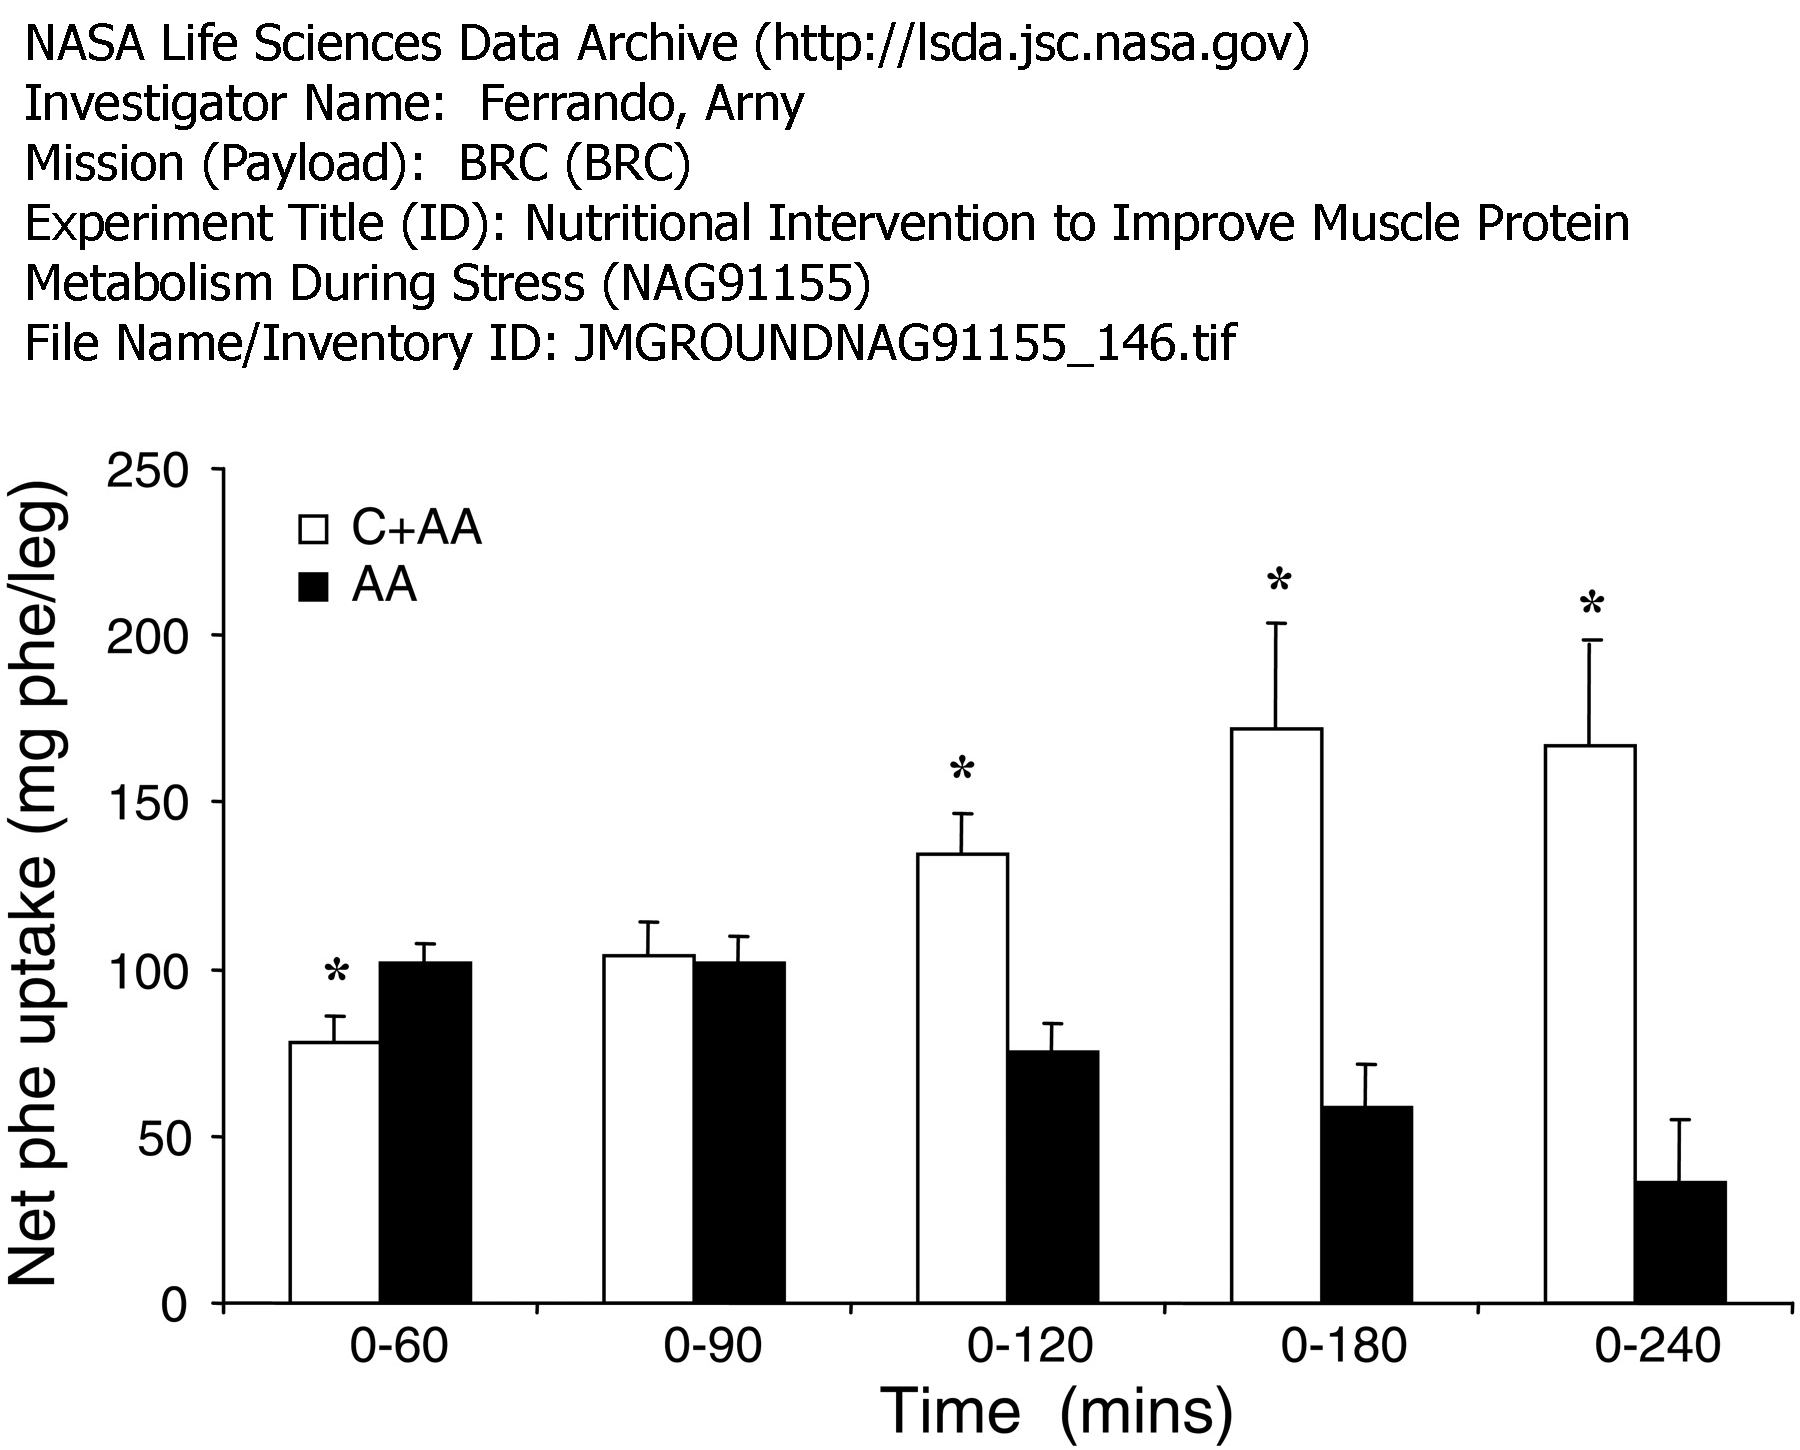 NASA Life Sciences Data Archive (http://lsda.jsc.nasa.gov)
Investigator Name:  Ferrando, Arny
Mission (Payload):  BRC (BRC)
Experiment Title (ID): Nutritional Intervention to Improve Muscle Protein
Metabolism During Stress (NAG91155)
File Name/Inventory ID: JMGROUNDNAG91155_146.tif
Net phe uptake (mg phe/leg)
250
200
150
100
50
0
C+AA
AA
*
*
*
*
0-60
0-90
0-120
0-180
0-240
Time (mins)